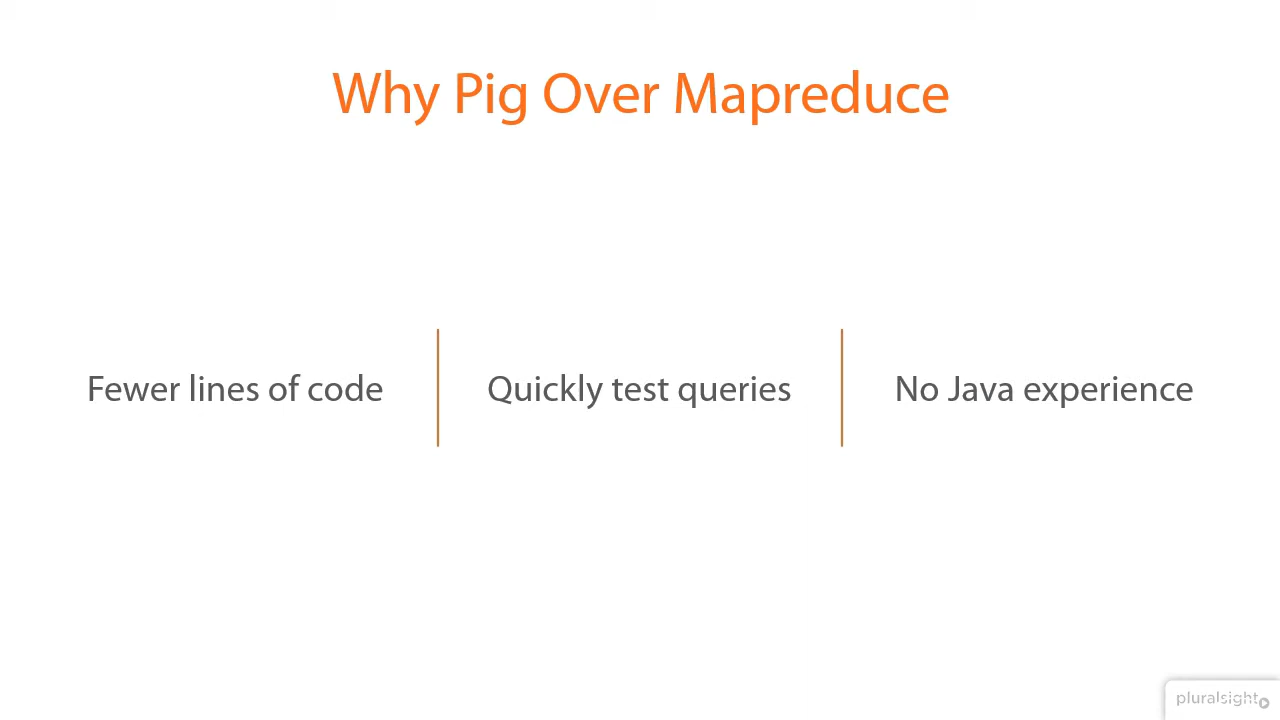 Why Pig Over Mapreduce
Fewer lines of code
Quickly test queries
No Java experience
pluralsight